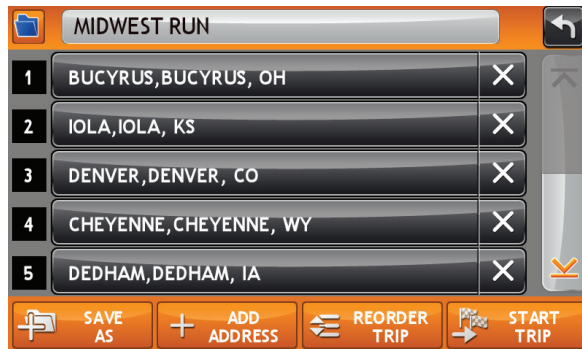 MIDWEST RUN
1 BUCYRUS,BUCYRUS, OH
2 IOLA,IOLA, KS
3 DENVER,DENVER, CO
4 CHEYENNE,CHEYENNE, WY
5 DEDHAM,DEDHAM, IA
SAVE
AS
ADD
ADDRESS
REORDER
TRIP
START
TRIP